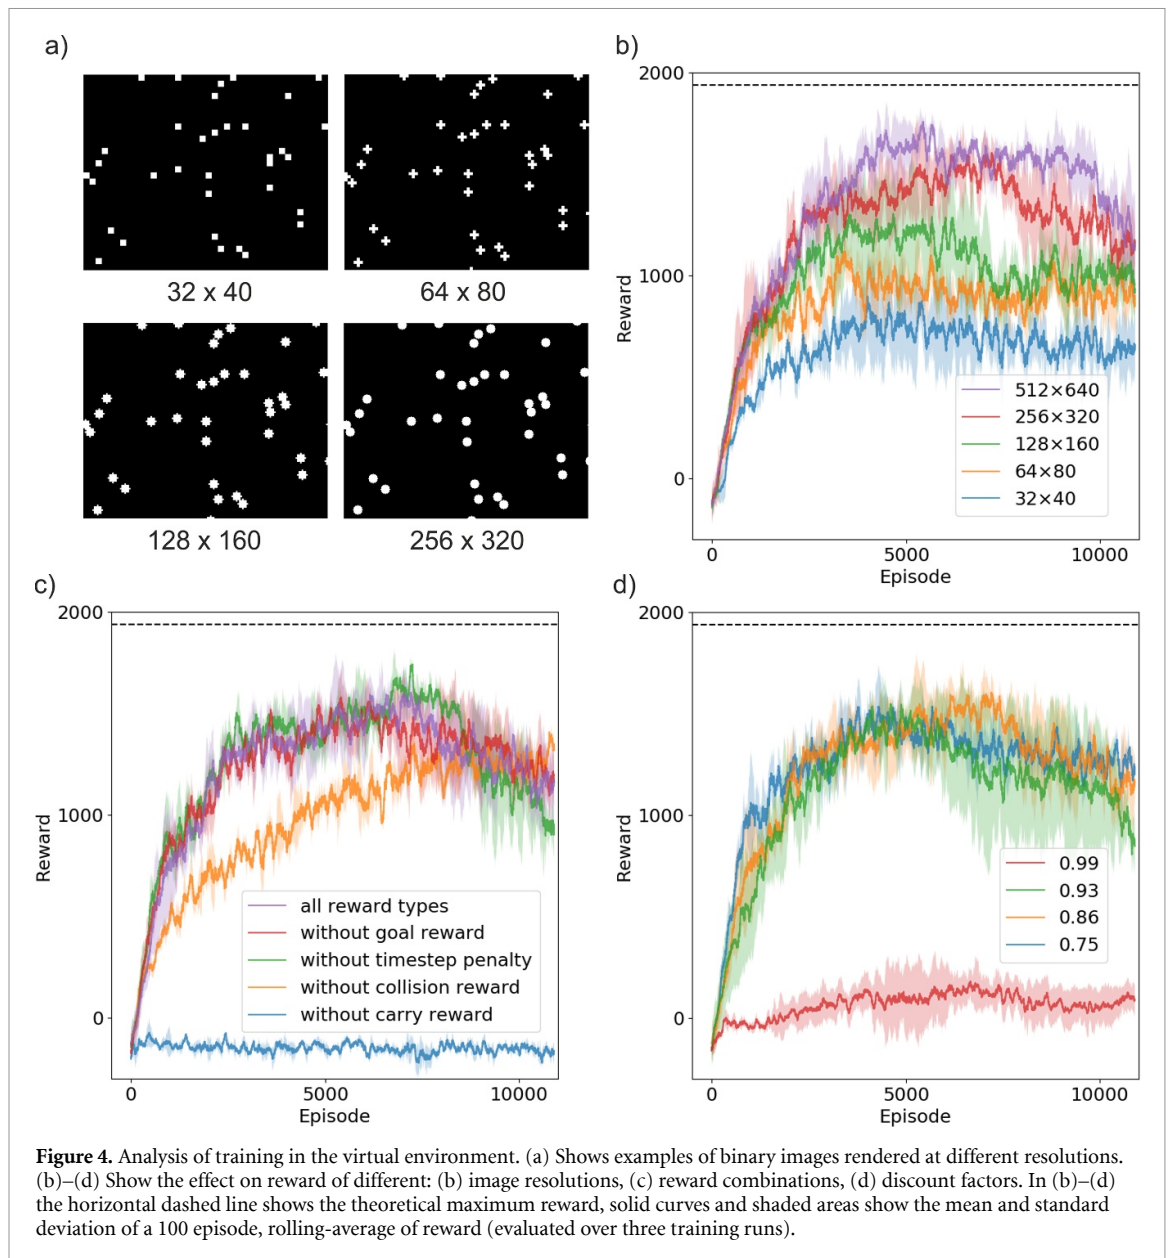 a)
32 x 40
64 x 80
128 x 160
256 x 320
b)
2000
1000
0
Reward
512×640
256×320
128×160
64×80
32×40
0
5000
10000
Episode
c)
2000
1000
0
Reward
all reward types
without goal reward
without timestep penalty
without collision reward
without carry reward
0
5000
10000
Episode
d)
2000
1000
0
Reward
0.99
0.93
0.86
0.75
0
5000
10000
Episode
Figure 4. Analysis of training in the virtual environment. (a) Shows examples of binary images rendered at different resolutions.
(b)–(d) Show the effect on reward of different: (b) image resolutions, (c) reward combinations, (d) discount factors. In (b)–(d)
the horizontal dashed line shows the theoretical maximum reward, solid curves and shaded areas show the mean and standard
deviation of a 100 episode, rolling-average of reward (evaluated over three training runs).